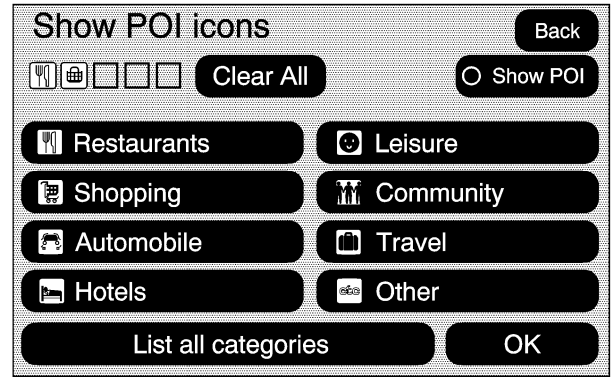 Show POI icons
Back
Clear All
Show POI
Restaurants
Leisure
Shopping
Community
Automobile
Travel
Hotels
etc Other
List all categories
OK